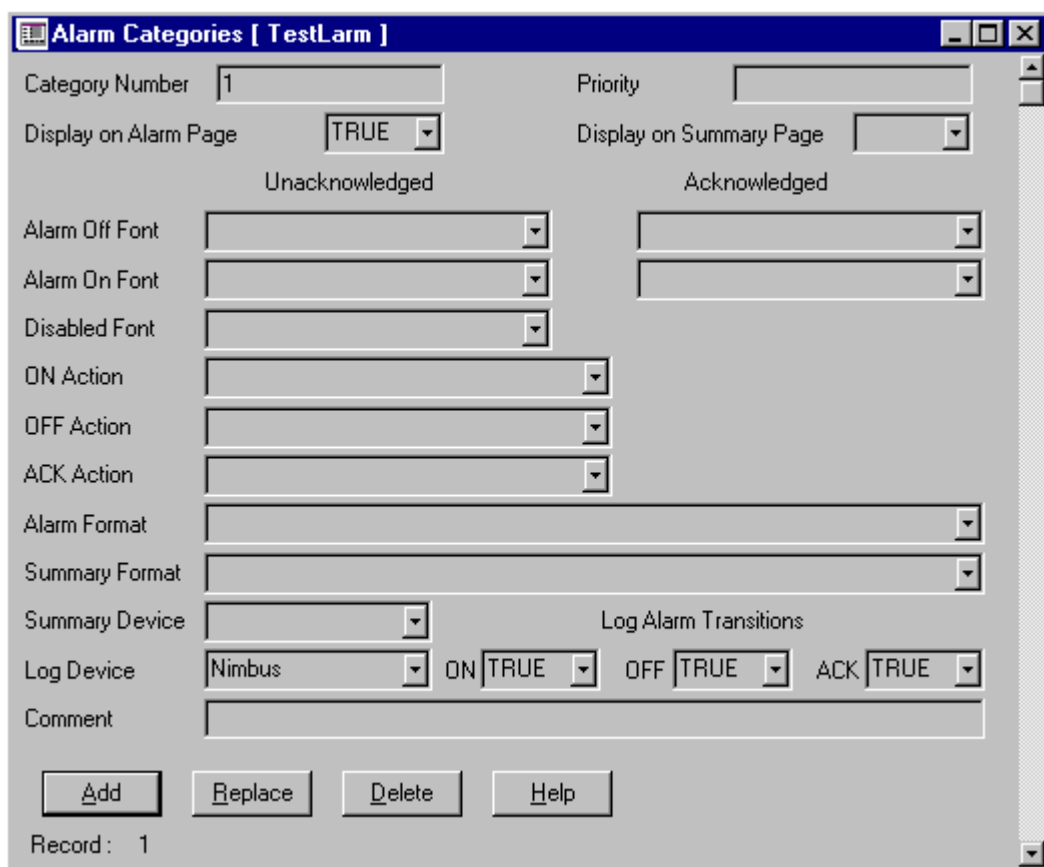 Alarm Categories [ TestLarm ]
Category Number 1 Priority
Display on Alarm Page TRUE Display on Summary Page
Unacknowledged Acknowledged
Alarm Off Font
Alarm On Font
Disabled Font
ON Action
OFF Action
ACK Action
Alarm Format
Summary Format
Summary Device Log Alarm Transitions
Log Device Nimbus ON TRUE OFF TRUE ACK TRUE
Comment
Add Replace Delete Help
Record : 1